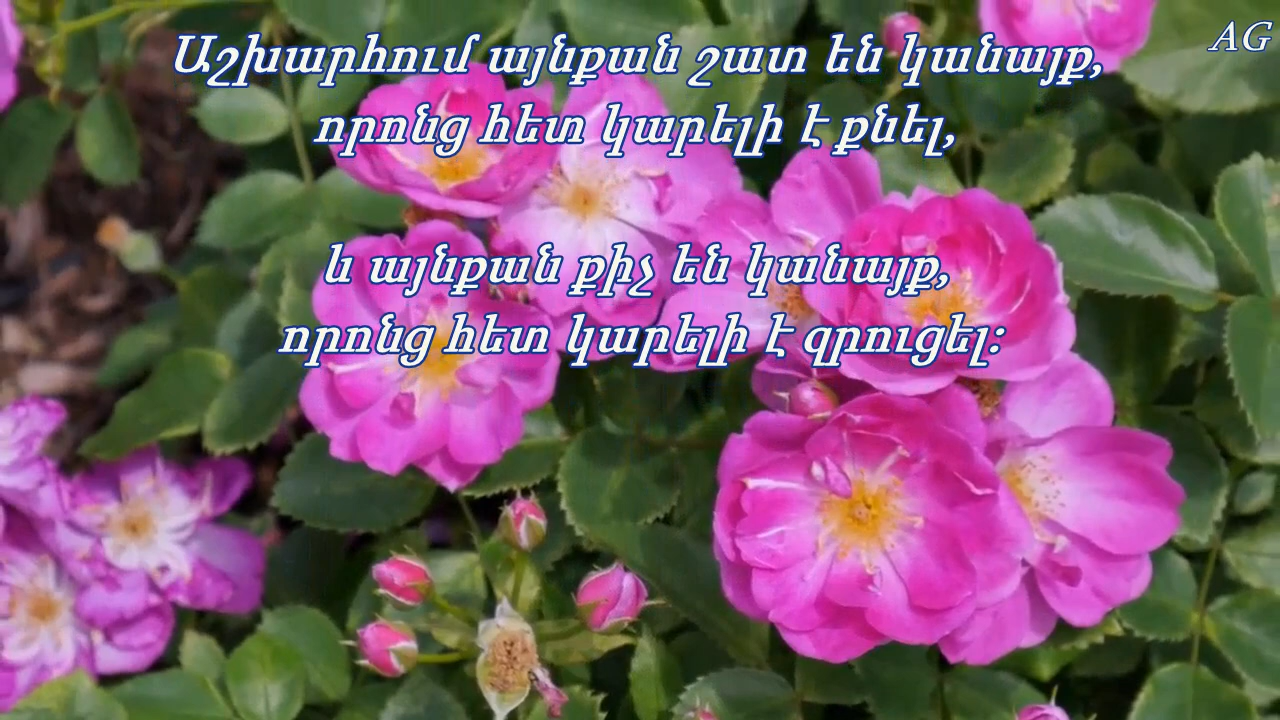 AG
Աշխարհում այնքան շատ են կանայք,
որոնց հետ կարելի է քնել,
և այնքան քիչ են կանայք,
որոնց հետ կարելի է զրուցել: